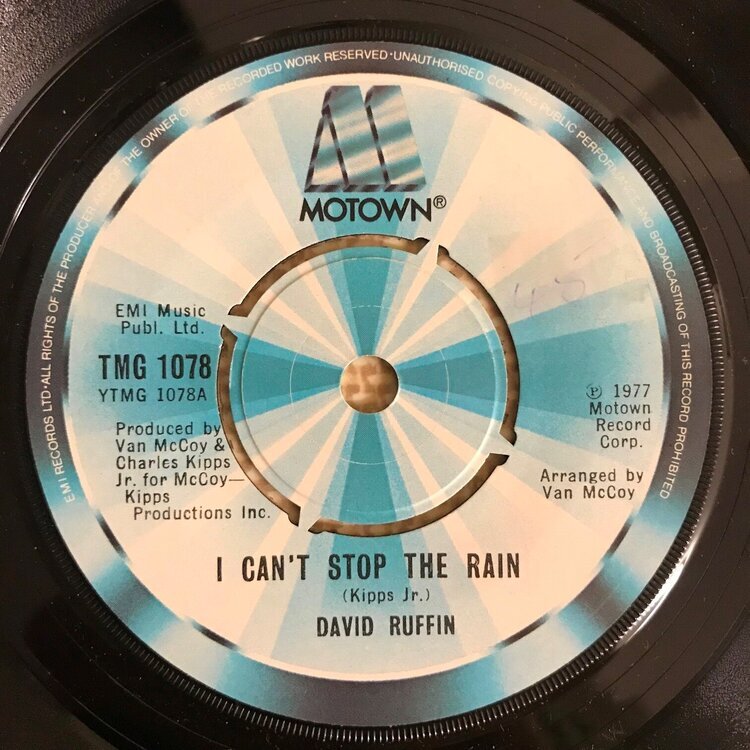 EMI RECORDS LTD·ALL RIGHTS OF THE PRODUCER AND OF THE OWNER OF THE RECORDED WORK RESERVED·UNAUTHORISED COPYING PUBLIC PERFORMANCE AND BROADCASTING OF THIS RECORD PROHIBITED
MOTOWN®
EMI Music
Publ. Ltd.
TMG 1078
YTMG 1078A
Produced by
Van McCoy &
Charles Kipps
Jr. for McCoy—
Kipps
Productions Inc.
45
℗ 1977
Motown
Record
Corp.
Arranged by
Van McCoy
I CAN'T STOP THE RAIN
(Kipps Jr.)
DAVID RUFFIN